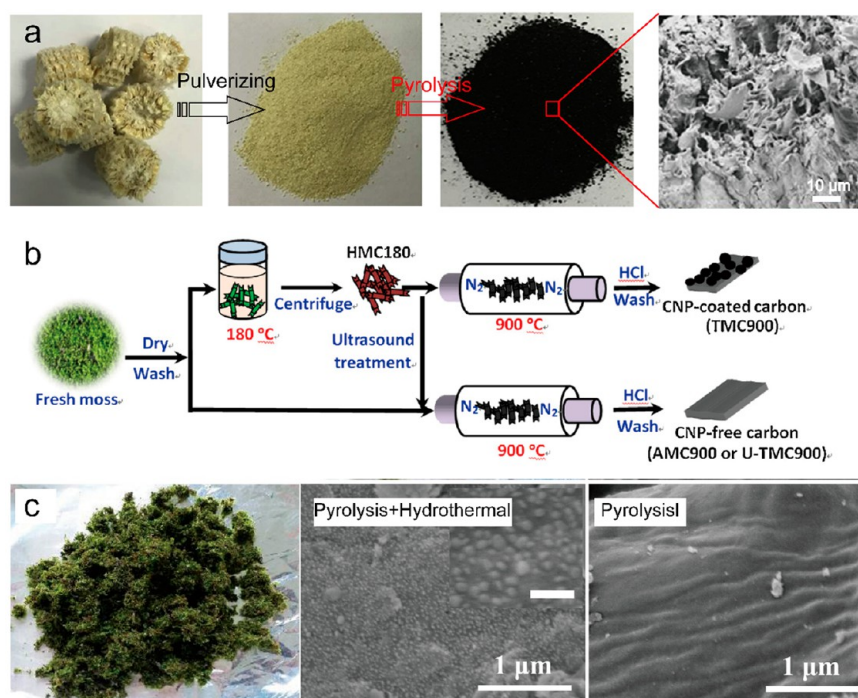 a
Pulverizing
Pyrolysis
10 μm
b
HMC180
Centrifuge
180 °C
N2
N2
900 °C
HCl
Wash
CNP-coated carbon
(TMC900)
Fresh moss
Dry
Wash
Ultrasound
treatment
N2
N2
900 °C
HCl
Wash
CNP-free carbon
(AMC900 or U-TMC900)
c
Pyrolysis+Hydrothermal
1 μm
Pyrolysisl
1 μm